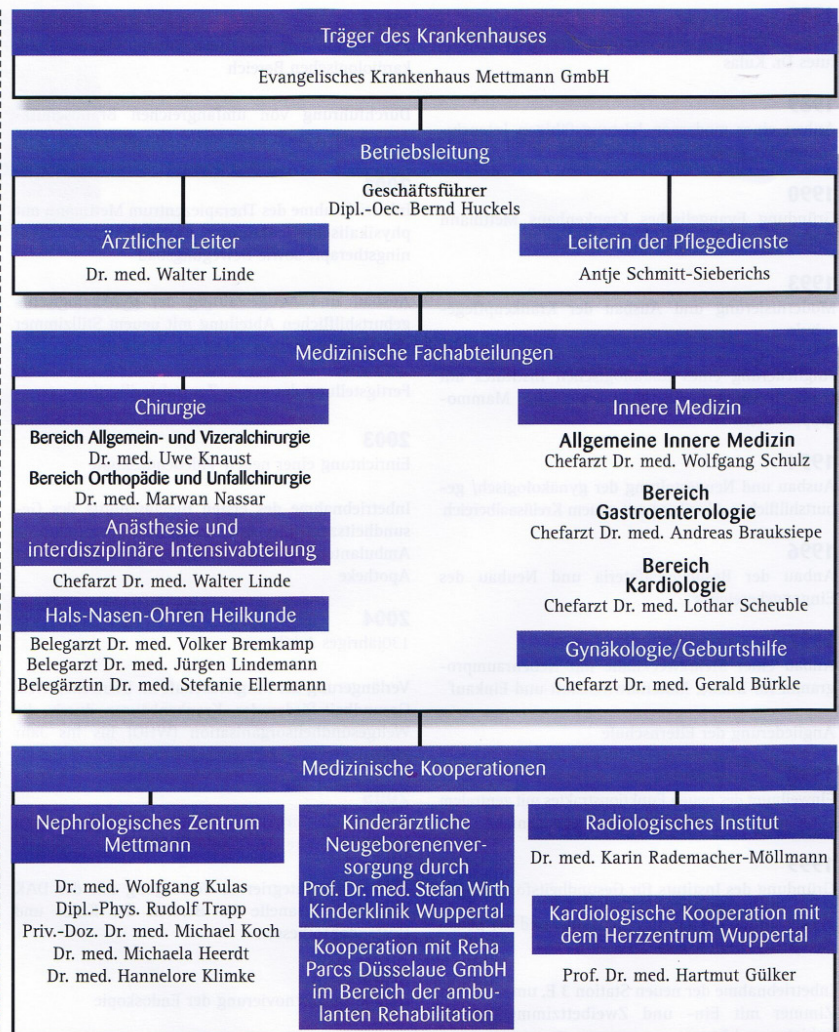 Träger des Krankenhauses
Evangelisches Krankenhaus Mettmann GmbH
Betriebsleitung
Geschäftsführer
Dipl.-Oec. Bernd Huckels
Ärztlicher Leiter
Dr. med. Walter Linde
Leiterin der Pflegedienste
Antje Schmitt-Sieberichs
Medizinische Fachabteilungen
Chirurgie
Bereich Allgemein- und Vizeralchirurgie
Dr. med. Uwe Knaust
Bereich Orthopädie und Unfallchirurgie
Dr. med. Marwan Nassar
Anästhesie und
interdisziplinäre Intensivabteilung
Chefarzt Dr. med. Walter Linde
Hals-Nasen-Ohren Heilkunde
Belegarzt Dr. med. Volker Bremkamp
Belegarzt Dr. med. Jürgen Lindemann
Belegärztin Dr. med. Stefanie Ellermann
Innere Medizin
Allgemeine Innere Medizin
Chefarzt Dr. med. Wolfgang Schulz
Bereich
Gastroenterologie
Chefarzt Dr. med. Andreas Brauksiepe
Bereich
Kardiologie
Chefarzt Dr. med. Lothar Scheuble
Gynäkologie/Geburtshilfe
Chefarzt Dr. med. Gerald Bürkle
Medizinische Kooperationen
Nephrologisches Zentrum
Mettmann
Dr. med. Wolfgang Kulas
Dipl.-Phys. Rudolf Trapp
Priv.-Doz. Dr. med. Michael Koch
Dr. med. Michaela Heerdt
Dr. med. Hannelore Klimke
Kinderärztliche
Neugeborenenver-
sorgung durch
Prof. Dr. med. Stefan Wirth
Kinderklinik Wuppertal
Kooperation mit Reha
Parcs Düsselaue GmbH
im Bereich der ambu-
lanten Rehabilitation
Radiologisches Institut
Dr. med. Karin Rademacher-Möllmann
Kardiologische Kooperation mit
dem Herzzentrum Wuppertal
Prof. Dr. med. Hartmut Gülker